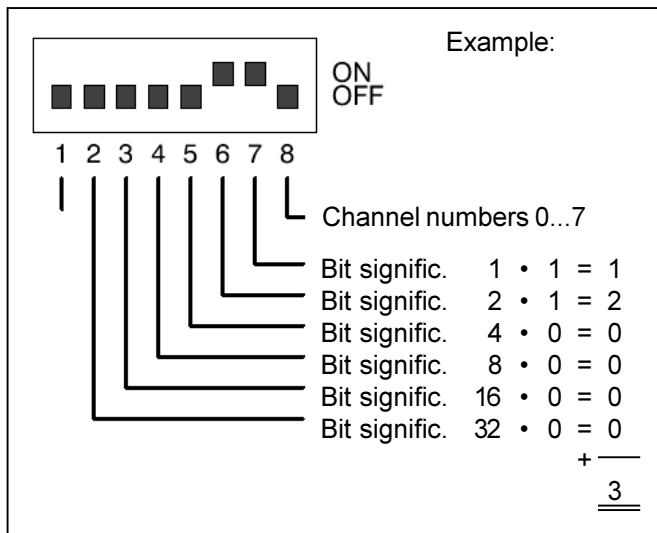 Example:
ON
OFF
1 2 3 4 5 6 7 8
Channel numbers 0...7
Bit signific. 1 • 1 = 1
Bit signific. 2 • 1 = 2
Bit signific. 4 • 0 = 0
Bit signific. 8 • 0 = 0
Bit signific. 16 • 0 = 0
Bit signific. 32 • 0 = 0
+
3